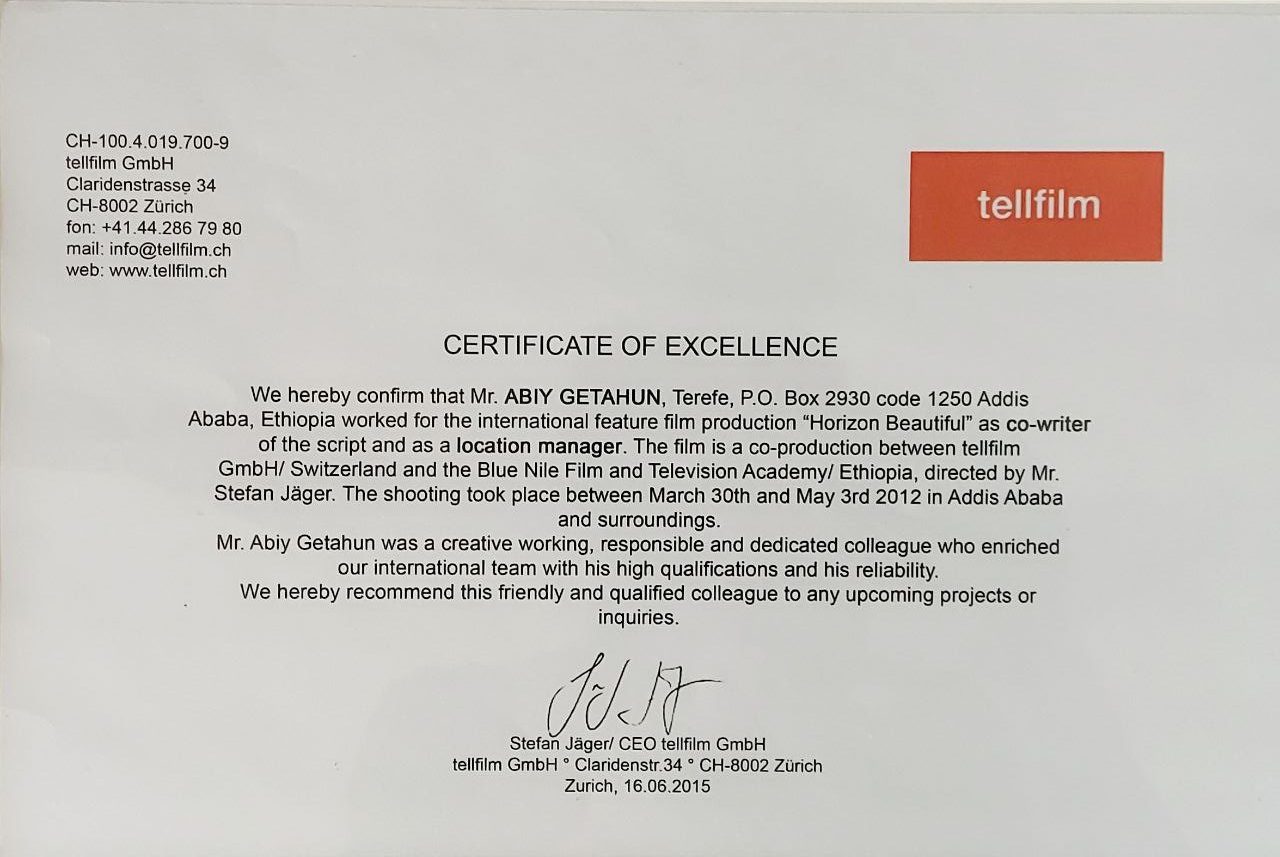 CH-100.4.019.700-9
tellfilm GmbH
Claridenstrasse 34
CH-8002 Zürich
fon: +41.44.286 79 80
mail: info@tellfilm.ch
web: www.tellfilm.ch
tellfilm
CERTIFICATE OF EXCELLENCE
We hereby confirm that Mr. ABIY GETAHUN, Terefe, P.O. Box 2930 code 1250 Addis
Ababa, Ethiopia worked for the international feature film production “Horizon Beautiful” as co-writer
of the script and as a location manager. The film is a co-production between tellfilm
GmbH/ Switzerland and the Blue Nile Film and Television Academy/ Ethiopia, directed by Mr.
Stefan Jäger. The shooting took place between March 30th and May 3rd 2012 in Addis Ababa
and surroundings.
Mr. Abiy Getahun was a creative working, responsible and dedicated colleague who enriched
our international team with his high qualifications and his reliability.
We hereby recommend this friendly and qualified colleague to any upcoming projects or
inquiries.
Stefan Jäger/ CEO tellfilm GmbH
tellfilm GmbH ° Claridenstr.34 ° CH-8002 Zürich
Zurich, 16.06.2015